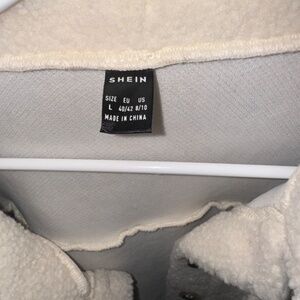 SHEIN
SIZE EU US
L 40/42 8/10
MADE IN CHINA